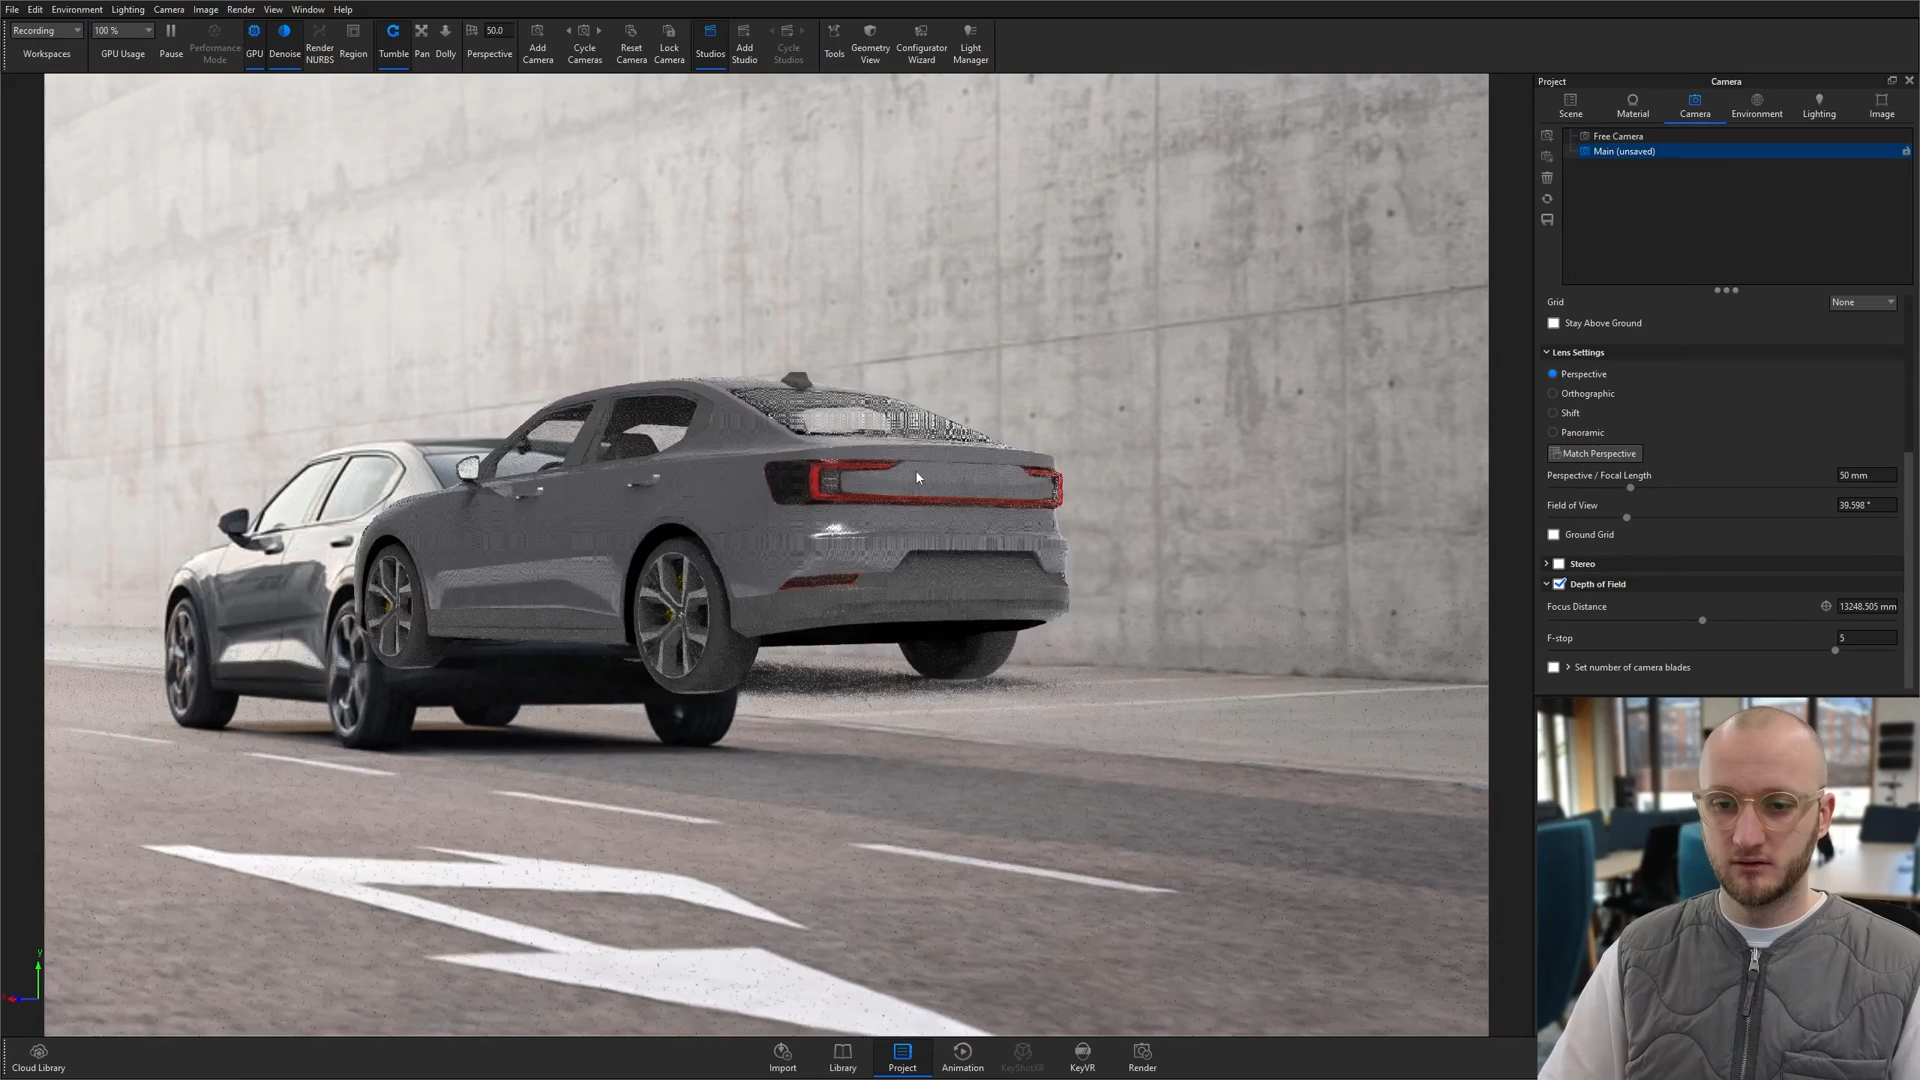 File Edit Environment Lighting Camera Image Render View Window Help
Recording 100 % 50.0
Workspaces GPU Usage Pause Performance Mode GPU Denoise Render NURBS Region Tumble Pan Dolly Perspective Add Camera Cycle Cameras Reset Camera Lock Camera Studios Add Studio Cycle Studios Tools Geometry View Configurator Wizard Light Manager
Project Camera
Scene Material Camera Environment Lighting Image
Free Camera
Main (unsaved)
Grid None
Stay Above Ground
Lens Settings
Perspective
Orthographic
Shift
Panoramic
Match Perspective
Perspective / Focal Length 50 mm
Field of View 39.598 °
Ground Grid
Stereo
Depth of Field
Focus Distance 13248.505 mm
F-stop 5
Set number of camera blades
y
Cloud Library Import Library Project Animation KeyShotXR KeyVR Render